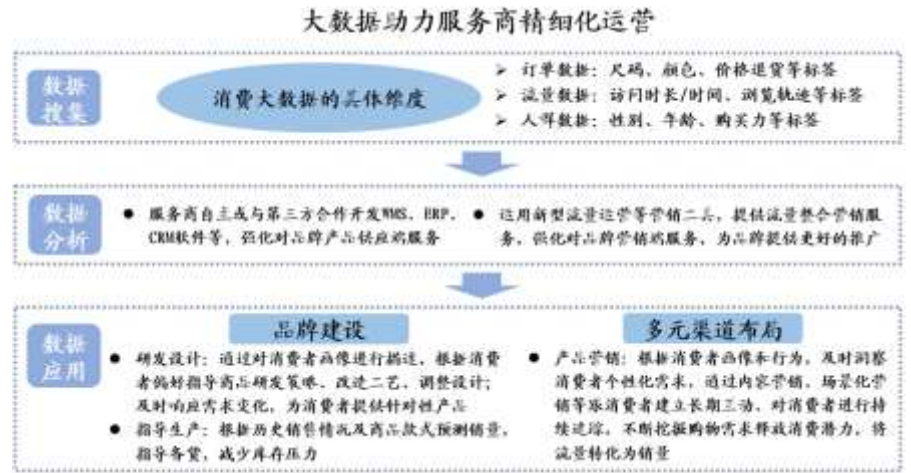 大数据助力服务商精细化运营
数据
搜集
消费大数据的具体维度
➢ 订单数据：尺码、颜色、价格退货等标签
➢ 流量数据：访问时长/时间、浏览轨迹等标签
➢ 人群数据：性别、年龄、购买力等标签
数据
分析
● 服务商自主或与第三方合作开发WMS、ERP、
CRM软件等，强化对品牌产品供应端服务
● 运用新型流量运营等营销工具，提供流量整合营销服
务，强化对品牌营销端服务，为品牌提供更好的推广
数据
应用
品牌建设
● 研发设计：通过对消费者画像进行描述，根据消费
者偏好指导商品研发策略、改造工艺、调整设计；
及时响应需求变化，为消费者提供针对性产品
● 指导生产：根据历史销售情况及商品款式预测销量，
指导备货，减少库存压力
多元渠道布局
● 产品营销：根据消费者画像和行为，及时洞察
消费者个性化需求，通过内容营销、场景化营
销等跟消费者建立长期互动，对消费者进行持
续追踪，不断挖掘购物需求释放消费潜力，将
流量转化为销量